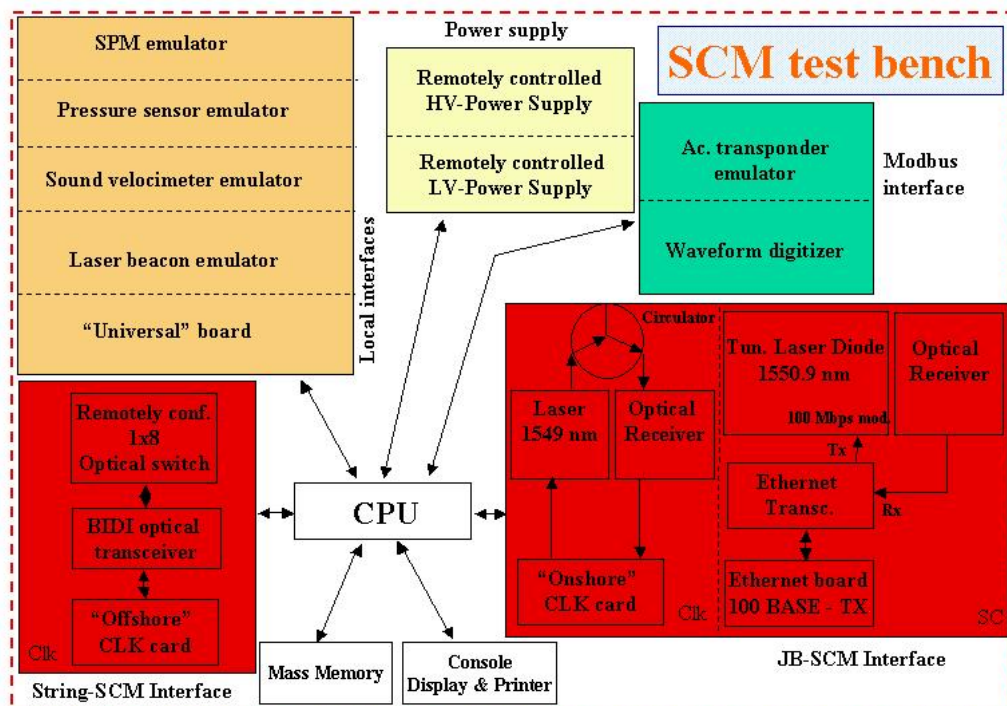 SCM test bench
SPM emulator
Pressure sensor emulator
Sound velocimeter emulator
Laser beacon emulator
“Universal” board
Local interfaces
Power supply
Remotely controlled
HV-Power Supply
Remotely controlled
LV-Power Supply
Ac. transponder
emulator
Waveform digitizer
Modbus
interface
Remotely conf.
1x8
Optical switch
BIDI optical
transceiver
“Offshore”
CLK card
Clk
String-SCM Interface
CPU
Mass Memory
Console
Display & Printer
Circulator
Laser
1549 nm
Optical
Receiver
“Onshore”
CLK card
Clk
Tun. Laser Diode
1550.9 nm
100 Mbps mod.
Optical
Receiver
Tx
Ethernet
Transc.
Rx
Ethernet board
100 BASE - TX
SC
JB-SCM Interface